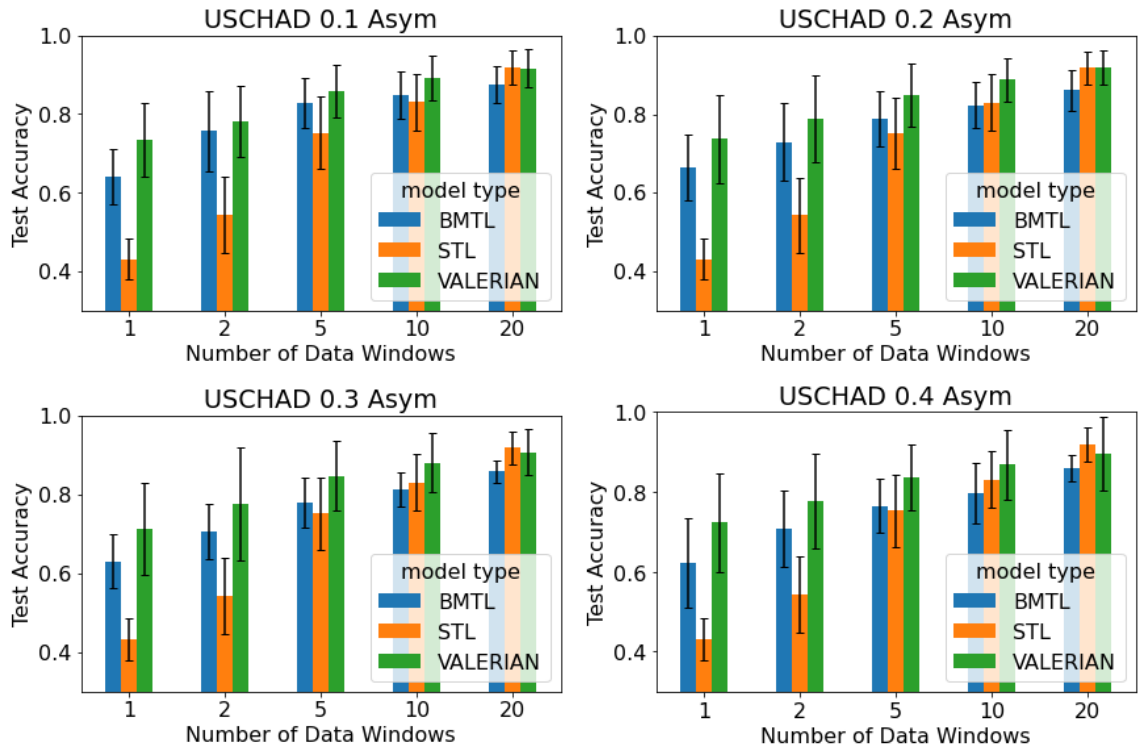 USCHAD 0.1 Asym
1.0
0.8
0.6
0.4
Test Accuracy
model type
BMTL
STL
VALERIAN
1 2 5 10 20
Number of Data Windows
USCHAD 0.2 Asym
1.0
0.8
0.6
0.4
Test Accuracy
model type
BMTL
STL
VALERIAN
1 2 5 10 20
Number of Data Windows
USCHAD 0.3 Asym
1.0
0.8
0.6
0.4
Test Accuracy
model type
BMTL
STL
VALERIAN
1 2 5 10 20
Number of Data Windows
USCHAD 0.4 Asym
1.0
0.8
0.6
0.4
Test Accuracy
model type
BMTL
STL
VALERIAN
1 2 5 10 20
Number of Data Windows